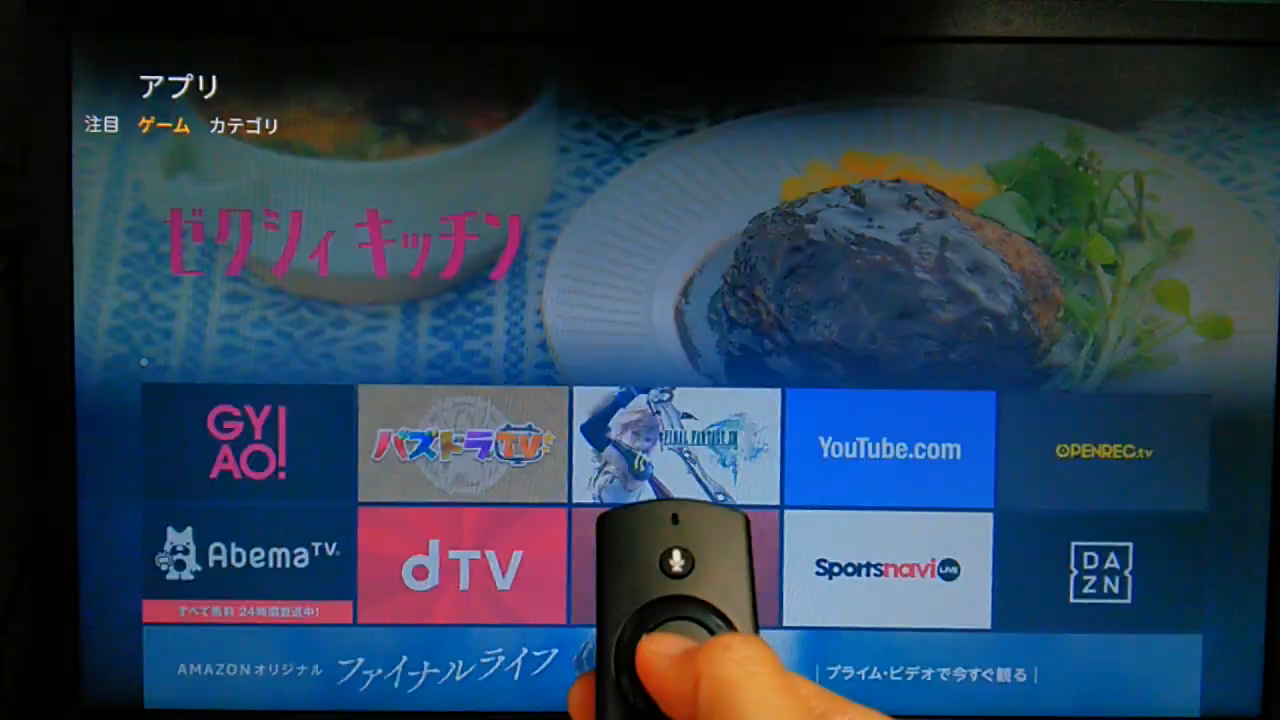 アプリ
注目 ゲーム カテゴリ
ゼクシィ キッチン
GYAO!
パズドラTV
FINAL FANTASY XIII
YouTube.com
OPENREC.tv
AbemaTV
すべて無料 24時間放送中!
dTV
Sportsnavi LIVE
DAZN
AMAZONオリジナル ファイナルライフ
プライム・ビデオで今すぐ観る